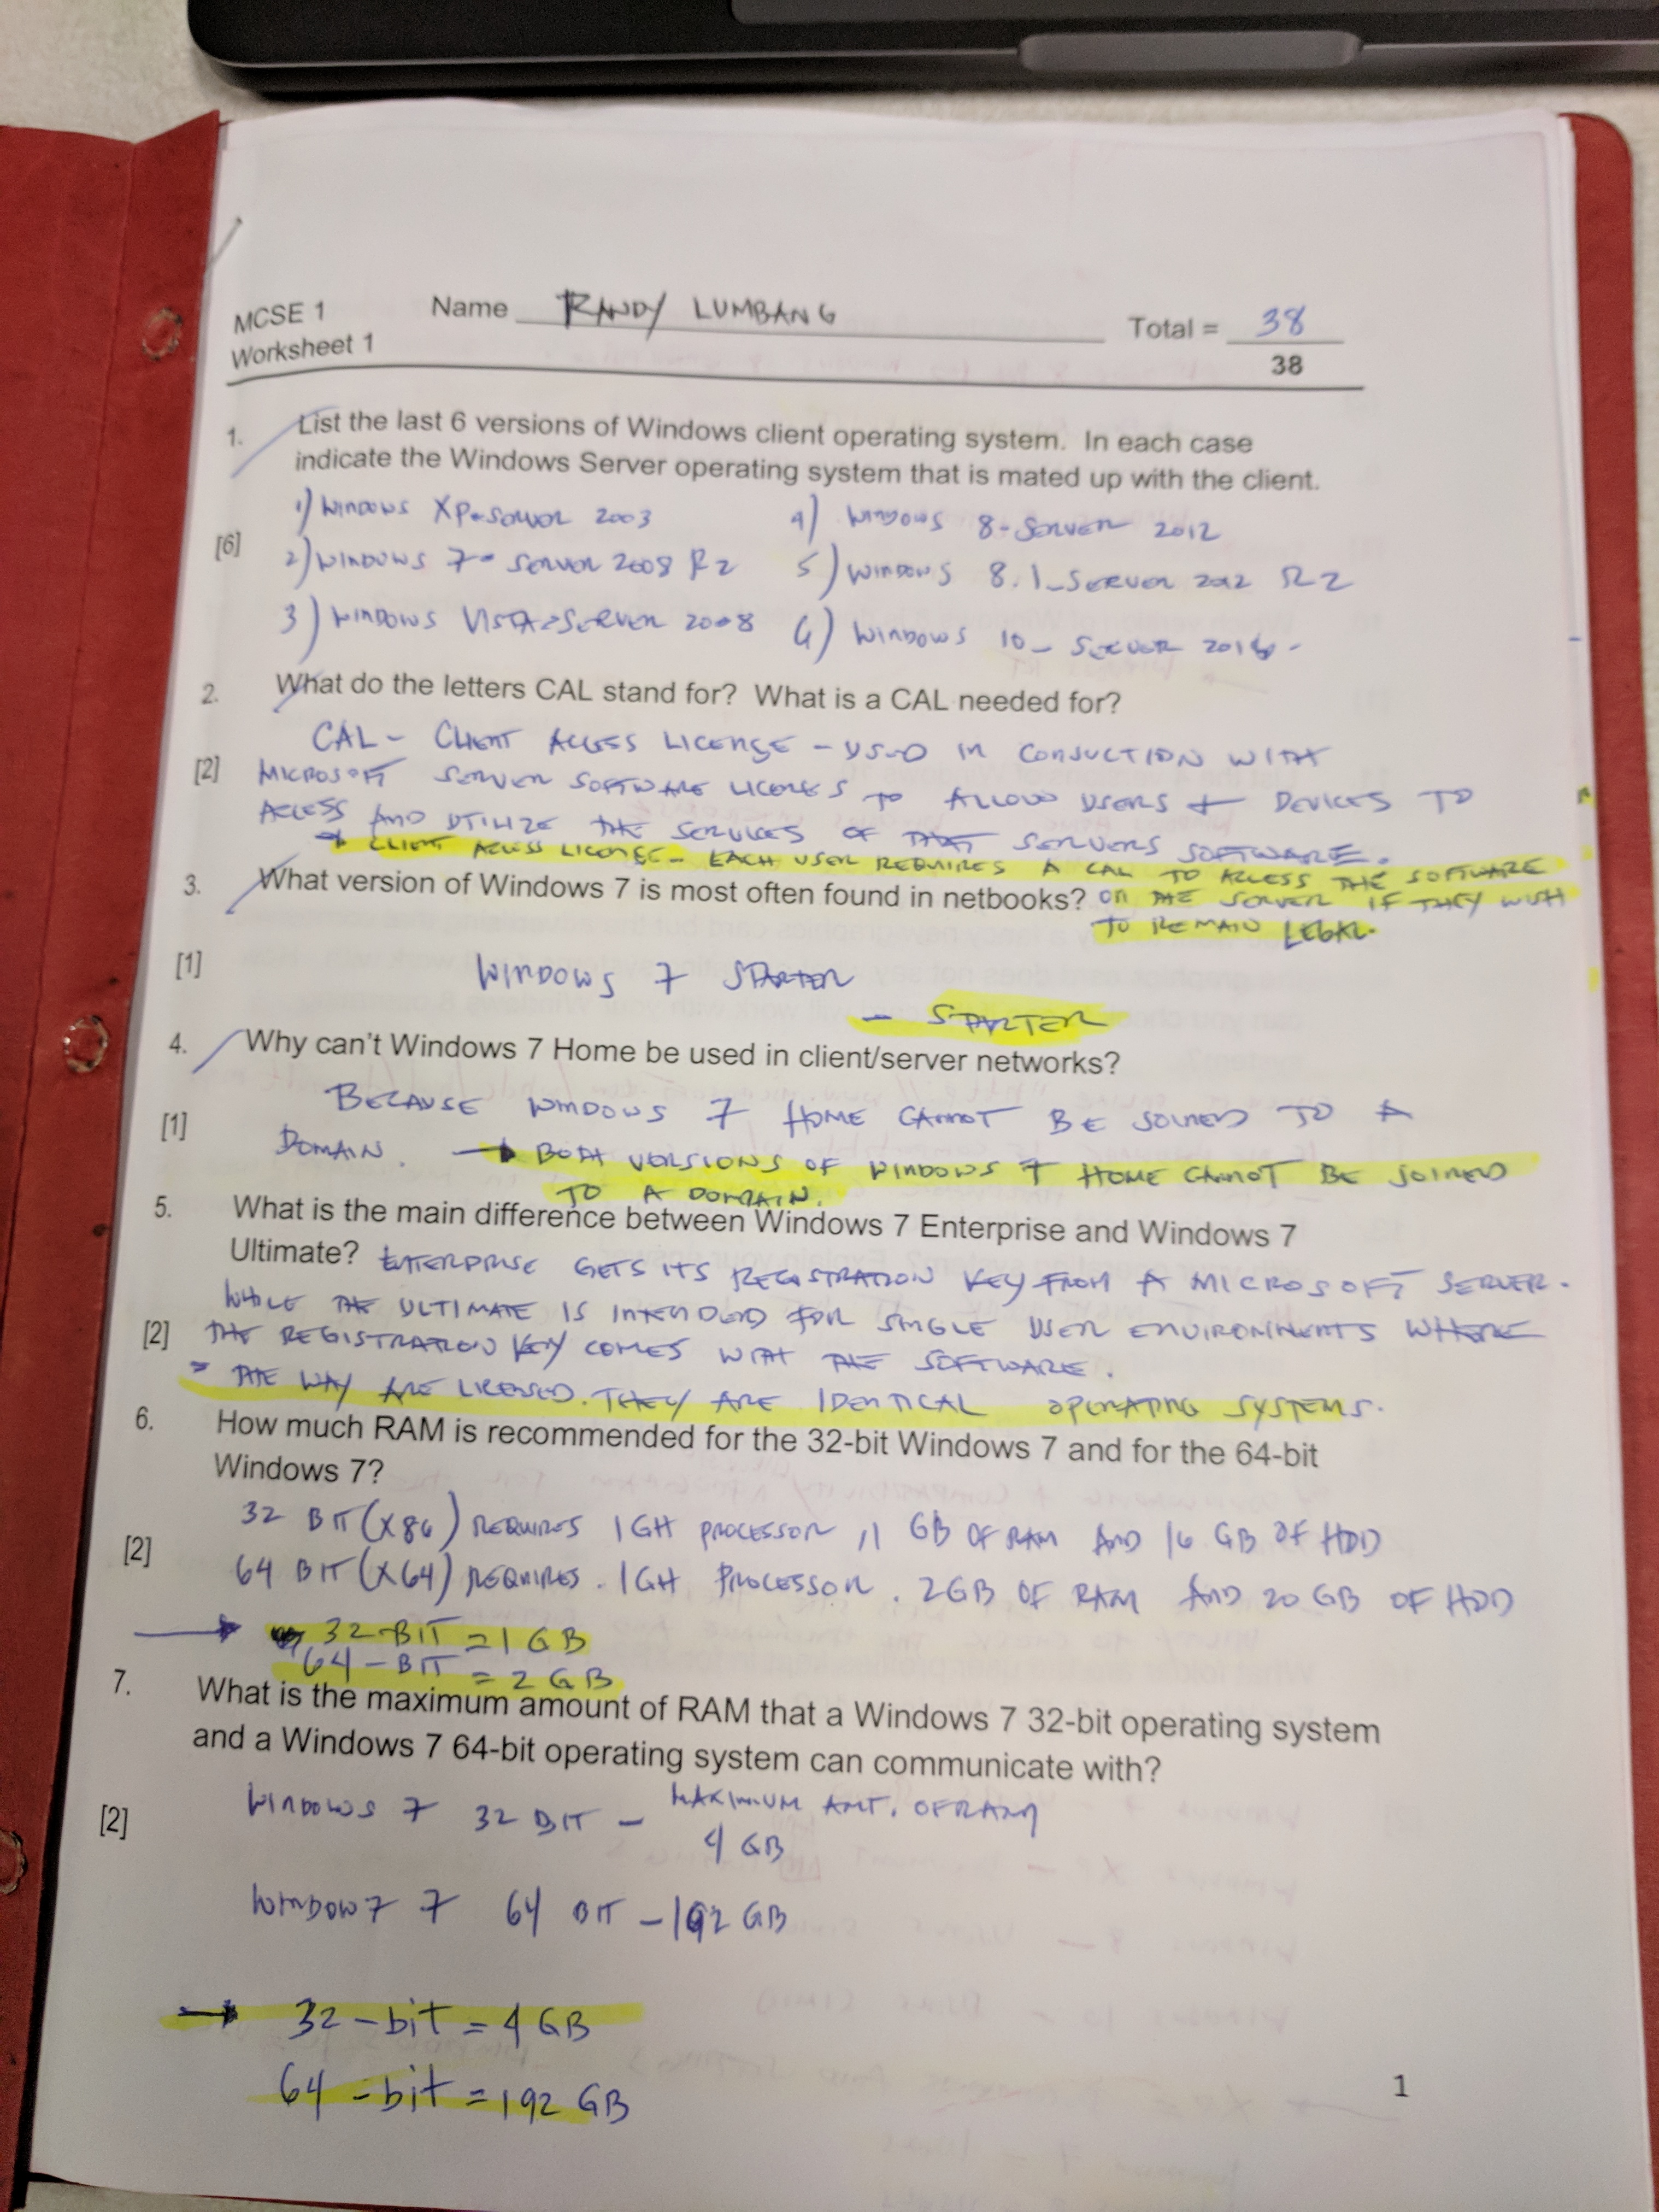 MCSE 1 Name RANDY LUMBANG Total = 38
Worksheet 1 38
1. List the last 6 versions of Windows client operating system. In each case
indicate the Windows Server operating system that is mated up with the client.
1) WINDOWS XP - SERVER 2003 4) WINDOWS 8 - SERVER 2012
[6] 2) WINDOWS 7 - SERVER 2008 R2 5) WINDOWS 8.1 - SERVER 2012 R2
3) WINDOWS VISTA - SERVER 2008 6) WINDOWS 10 - SERVER 2016 -
2. What do the letters CAL stand for? What is a CAL needed for?
CAL - CLIENT ACCESS LICENSE - USED IN CONJUCTION WITH
[2] MICROSOFT SERVER SOFTWARE LICENSES TO ALLOW USERS + DEVICES TO
ACCESS AND UTILIZE THE SERVICES OF THAT SERVERS SOFTWARE.
→ CLIENT ACCESS LICENSE - EACH USER REQUIRES A CAL TO ACCESS THE SOFTWARE
3. What version of Windows 7 is most often found in netbooks? ON THE SERVER IF THEY WISH
TO REMAIN LEGAL.
[1] WINDOWS 7 STARTER
- STARTER
4. Why can't Windows 7 Home be used in client/server networks?
BECAUSE WINDOWS 7 HOME CANNOT BE JOINED TO A
[1] DOMAIN. → BOTH VERSIONS OF WINDOWS 7 HOME CANNOT BE JOINED
TO A DOMAIN.
5. What is the main difference between Windows 7 Enterprise and Windows 7
Ultimate? ENTERPRISE GETS ITS REGISTRATION KEY FROM A MICROSOFT SERVER.
WHILE THE ULTIMATE IS INTENDED FOR SINGLE USER ENVIRONMENTS WHERE
[2] THE REGISTRATION KEY COMES WITH THE SOFTWARE.
THE WAY ARE LICENSED. THEY ARE IDENTICAL OPERATING SYSTEMS.
6. How much RAM is recommended for the 32-bit Windows 7 and for the 64-bit
Windows 7?
32 BIT (X86) REQUIRES 1GH PROCESSOR, 1 GB OF RAM AND 16 GB OF HDD
[2] 64 BIT (X64) REQUIRES. 1GH PROCESSOR. 2GB OF RAM AND 20 GB OF HDD
→ 32-BIT = 1 GB
64-BIT = 2 GB
7. What is the maximum amount of RAM that a Windows 7 32-bit operating system
and a Windows 7 64-bit operating system can communicate with?
[2] WINDOWS 7 32 BIT - MAXIMUM AMT. OF RAM
4 GB
WINDOW7 7 64 BIT - 192 GB
→ 32-bit = 4 GB
64-bit = 192 GB
1